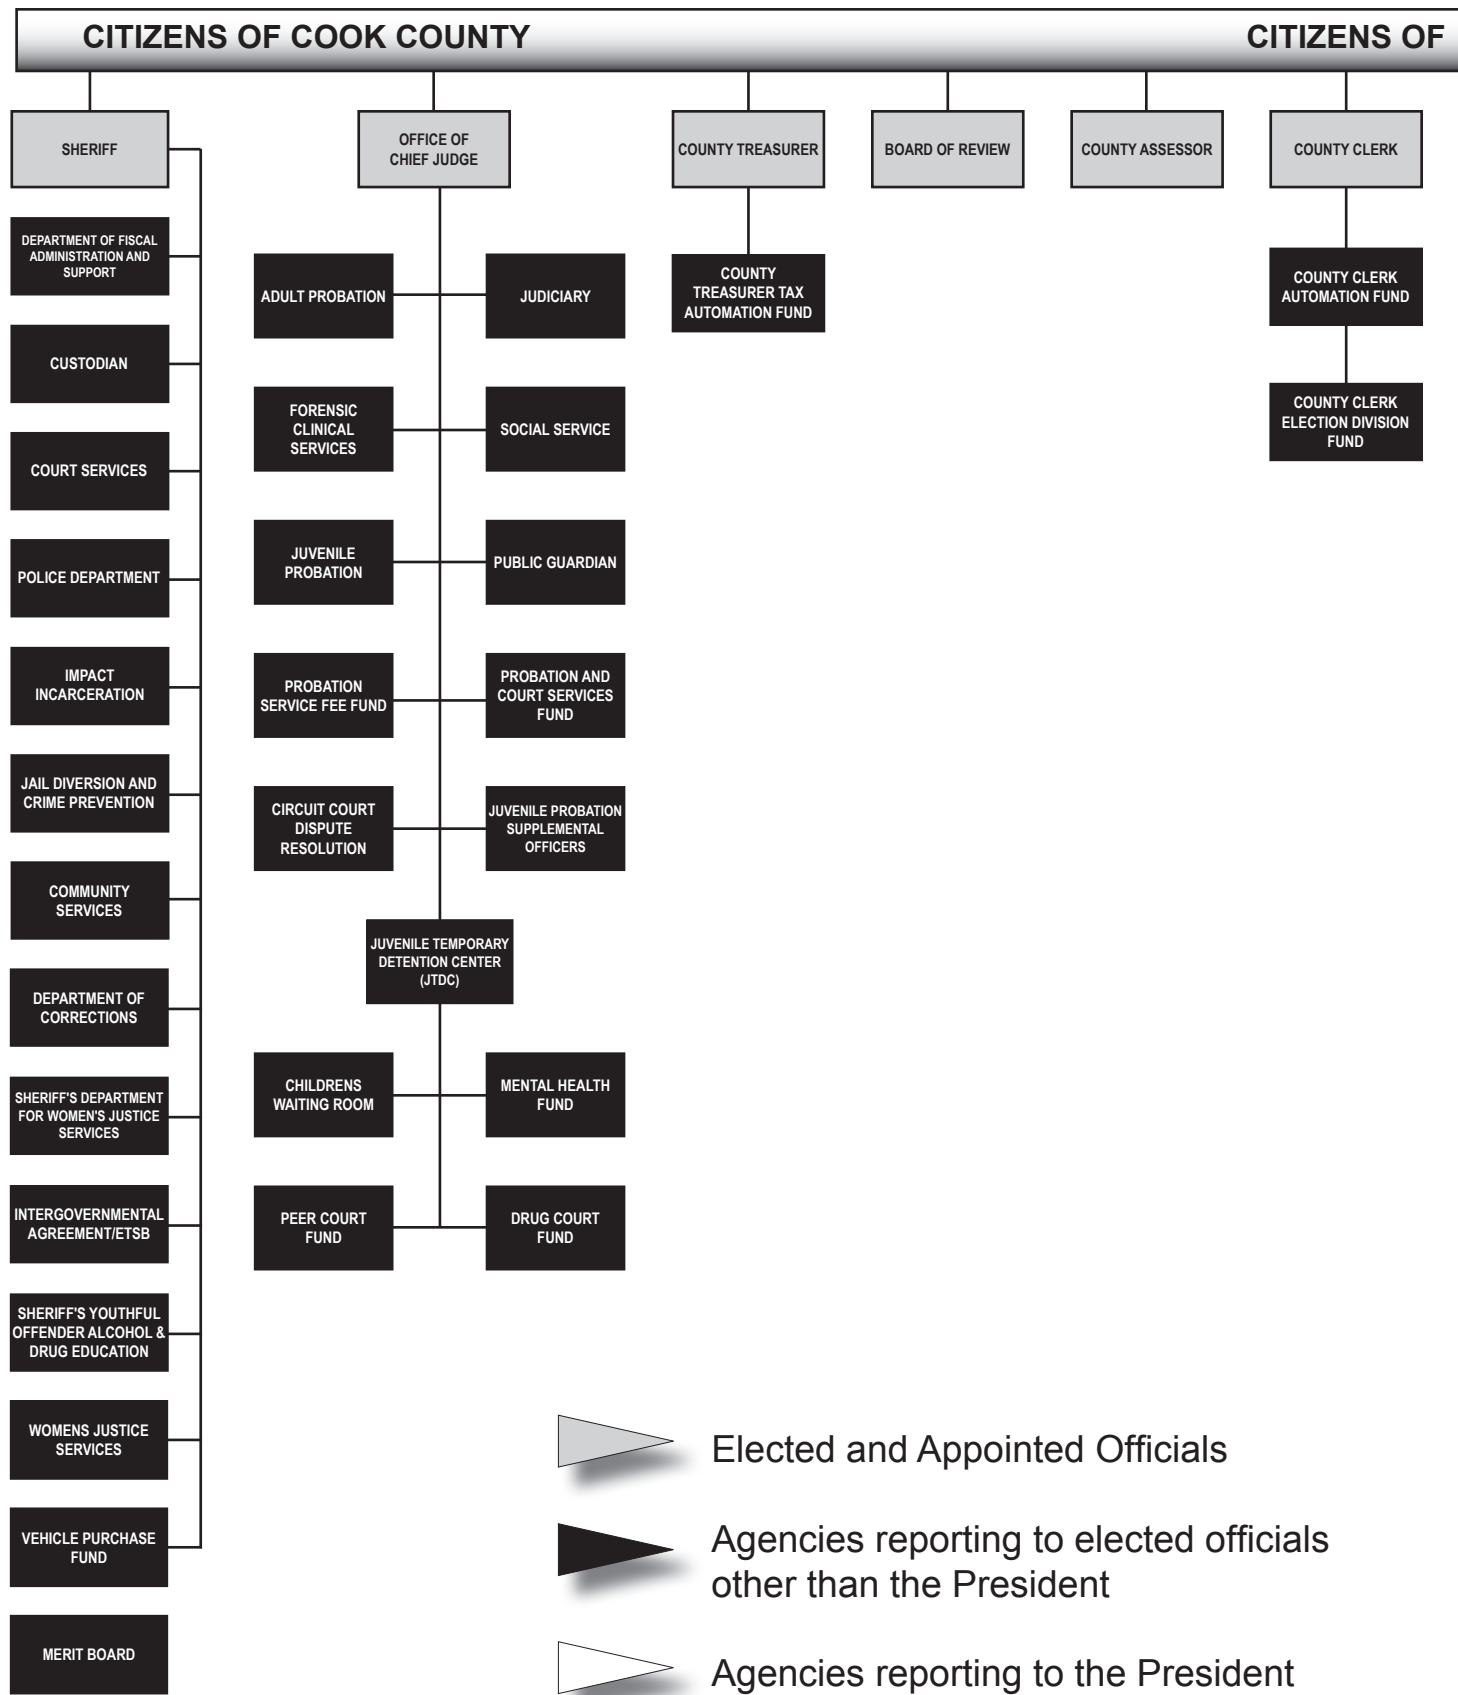 CITIZENS OF COOK COUNTY
CITIZENS OF
SHERIFF
DEPARTMENT OF FISCAL
ADMINISTRATION AND
SUPPORT
CUSTODIAN
COURT SERVICES
POLICE DEPARTMENT
IMPACT
INCARCERATION
JAIL DIVERSION AND
CRIME PREVENTION
COMMUNITY
SERVICES
DEPARTMENT OF
CORRECTIONS
SHERIFF'S DEPARTMENT
FOR WOMEN'S JUSTICE
SERVICES
INTERGOVERNMENTAL
AGREEMENT/ETSB
SHERIFF'S YOUTHFUL
OFFENDER ALCOHOL &
DRUG EDUCATION
WOMENS JUSTICE
SERVICES
VEHICLE PURCHASE
FUND
MERIT BOARD
OFFICE OF
CHIEF JUDGE
ADULT PROBATION
JUDICIARY
FORENSIC
CLINICAL
SERVICES
SOCIAL SERVICE
JUVENILE
PROBATION
PUBLIC GUARDIAN
PROBATION
SERVICE FEE FUND
PROBATION AND
COURT SERVICES
FUND
CIRCUIT COURT
DISPUTE
RESOLUTION
JUVENILE PROBATION
SUPPLEMENTAL
OFFICERS
JUVENILE TEMPORARY
DETENTION CENTER
(JTDC)
CHILDRENS
WAITING ROOM
MENTAL HEALTH
FUND
PEER COURT
FUND
DRUG COURT
FUND
COUNTY TREASURER
COUNTY
TREASURER TAX
AUTOMATION FUND
BOARD OF REVIEW
COUNTY ASSESSOR
COUNTY CLERK
COUNTY CLERK
AUTOMATION FUND
COUNTY CLERK
ELECTION DIVISION
FUND
Elected and Appointed Officials
Agencies reporting to elected officials
other than the President
Agencies reporting to the President